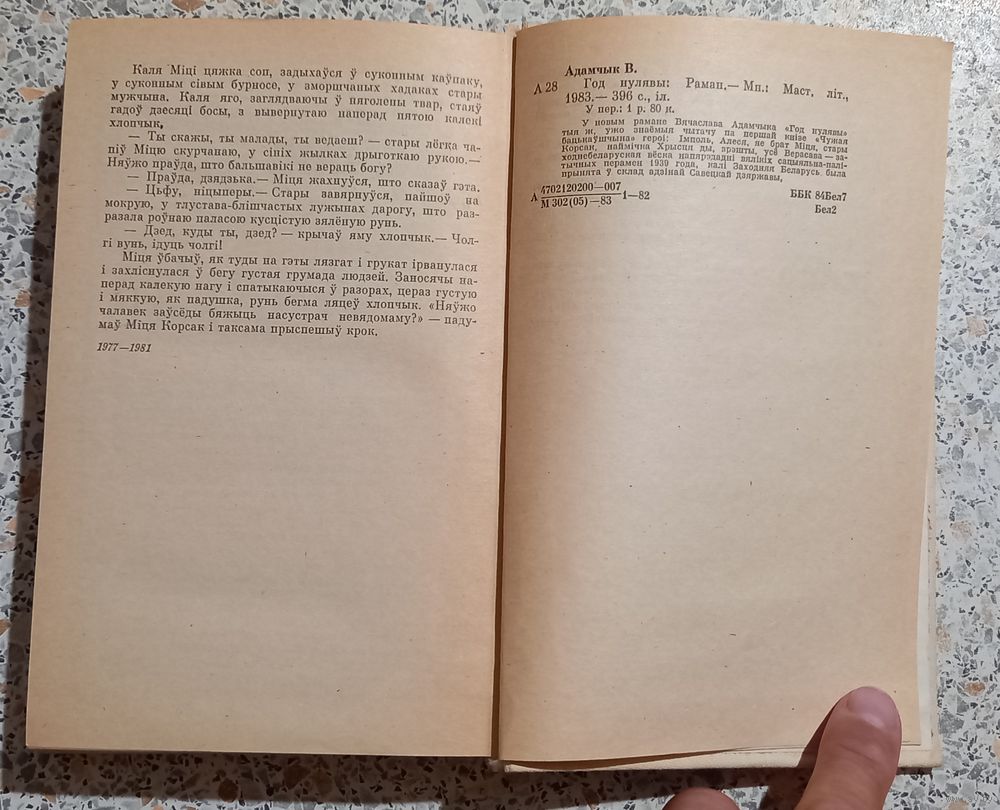 Каля Міці цяжка соп, задыхаўся ў суконным каўпаку,
у суконным сівым бурносе, у зморшчаных хадаках стары
мужчына. Каля яго, заглядваючы ў пяголены твар, стаяў
гадоў дзесяці босы, з вывернутаю наперад пятою калекі
хлопчык.
— Ты скажы, ты малады, ты ведаеш? — стары лёгка ча-
піў Міцю скурчанаю, у сініх жылках дрыготкаю рукою.—
Няўжо праўда, што бальшавікі не вераць богу?
— Праўда, дзядзька.— Міця жахнуўся, што сказаў гэта.
— Цьфу, ніцыперы.— Стары завярнуўся, пайшоў на
мокрую, у тлустава-блішчастых лужынах дарогу, што раз-
разала роўнаю паласою кусцістую зялёную рунь.
— Дзед, куды ты, дзед? — крычаў яму хлопчык.— Чол-
гі вунь, ідуць чолгі!
Міця ўбачыў, як туды на гэты лязгат і грукат ірванулася
і захліснулася ў бегу густая грумада людзей. Заносячы на-
перад калекую нагу і спатыкаючыся ў разорах, цераз густую
і мяккую, як падушка, рунь бегма ляцеў хлопчык. «Няўжо
чалавек заўсёды бяжыць насустрач невядомаму?» — паду-
маў Міця Корсак і таксама прыспешыў крок.
1977—1981
Адамчык В.
А 28 Год нулявы: Раман.— Мн.: Маст. літ.,
1983.— 396 с., іл.
У пер.: 1 р. 80 к.
У новым рамане Вячаслава Адамчыка «Год нулявы»
тыя ж, ужо знаёмыя чытачу па першай кнізе «Чужая
бацькаўшчына» героі: Імполь, Алеся, яе брат Міця, стары
Корсак, наймічка Хрысця ды, врэшты, усё Верасава — за-
ходнебеларуская вёска напярэдадні вялікіх сацыяльна-палі-
тычных перамен 1939 года, калі Заходняя Беларусь была
прынята ў склад адзінай Савецкай дзяржавы.
А 4702120200—007
М 302(05)—83 1—82
ББК 84Бел7
Бел2